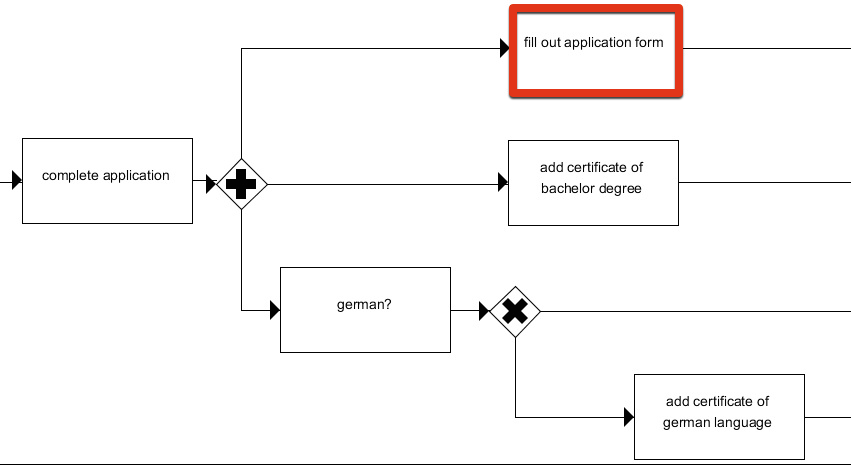 fill out application form
complete application
add certificate of
bachelor degree
german?
add certificate of
german language